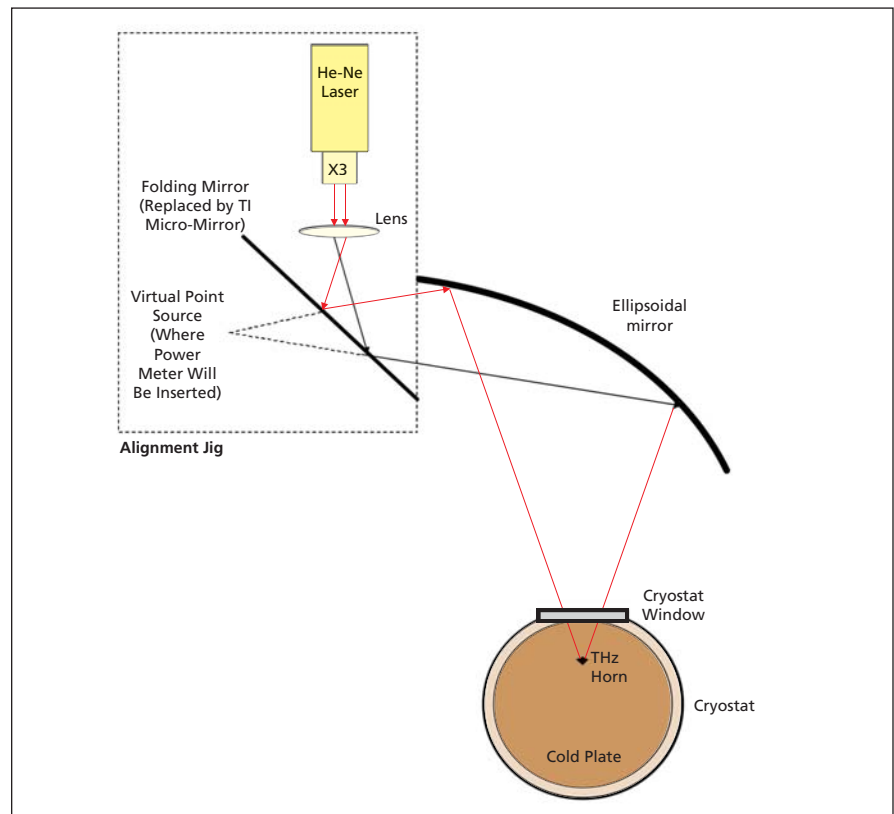 He-Ne
Laser
X3
Folding Mirror
(Replaced by TI
Micro-Mirror)
Lens
Virtual Point
Source
(Where
Power
Meter Will
Be Inserted)
Ellipsoidal
mirror
Alignment Jig
Cryostat
Window
THz
Horn
Cryostat
Cold Plate